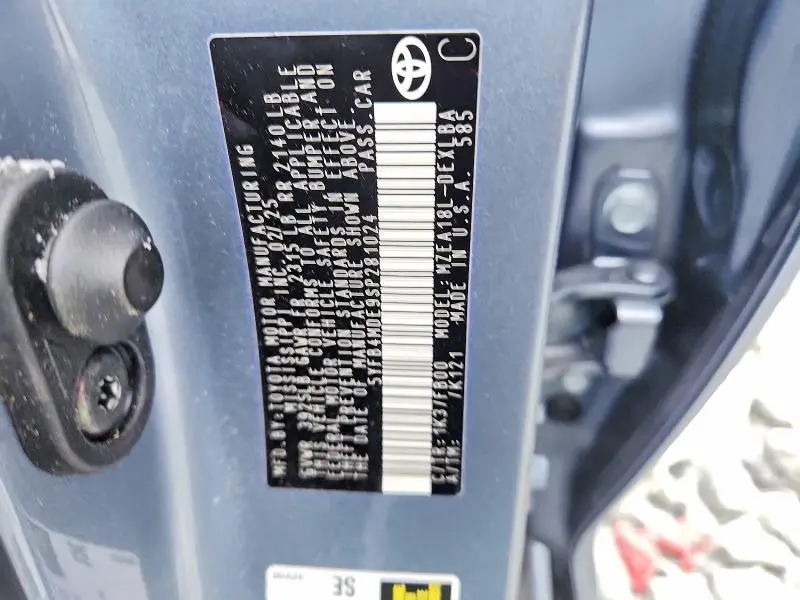 MFD. BY: TOYOTA MOTOR MANUFACTURING
MISSISSIPPI, INC. 02/25
GVWR 3925LB GAWR FR 2315 LB RR 2140 LB
THIS VEHICLE CONFORMS TO ALL APPLICABLE
FEDERAL MOTOR VEHICLE SAFETY, BUMPER AND
THEFT PREVENTION STANDARDS IN EFFECT ON
THE DATE OF MANUFACTURE SHOWN ABOVE.
5YFB4MDE9SP281024 PASS. CAR
C/TR: 1K3/FB00 MODEL: MZEA18L-DEXLBA
A/TM: /K121 MADE IN U.S.A. 585
C
SE